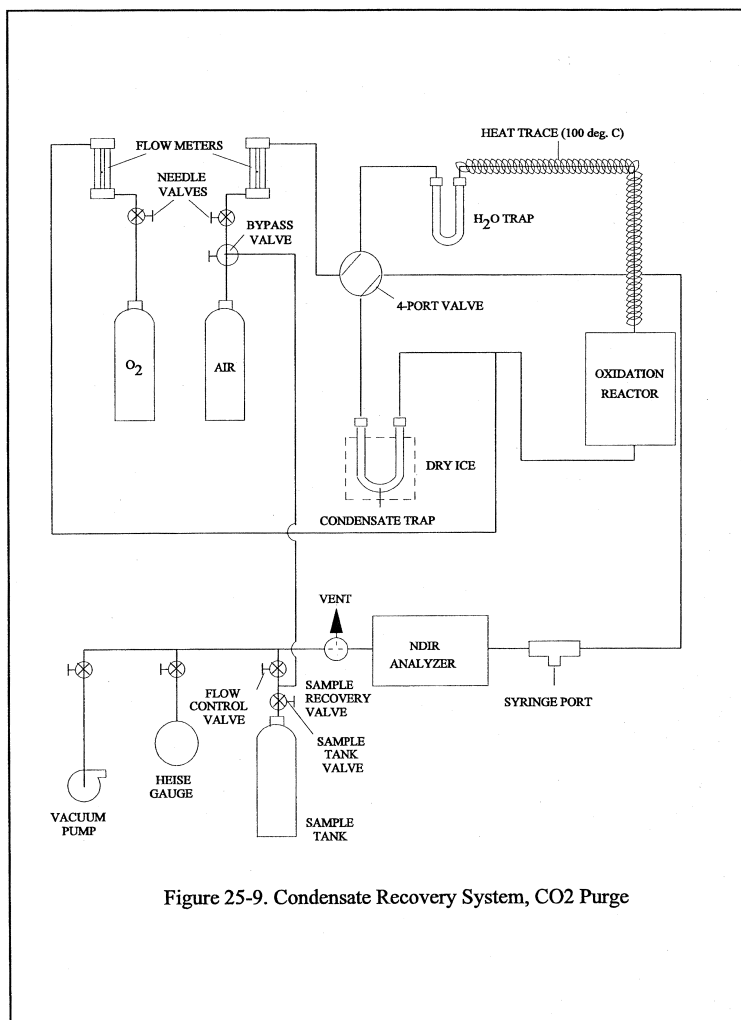 HEAT TRACE (100 deg. C)
FLOW METERS
NEEDLE
VALVES
H2O TRAP
BYPASS
VALVE
4-PORT VALVE
O2
AIR
OXIDATION
REACTOR
DRY ICE
CONDENSATE TRAP
VENT
NDIR
ANALYZER
SYRINGE PORT
FLOW
CONTROL
VALVE
SAMPLE
RECOVERY
VALVE
SAMPLE
TANK
VALVE
HEISE
GAUGE
VACUUM
PUMP
SAMPLE
TANK
Figure 25-9. Condensate Recovery System, CO2 Purge